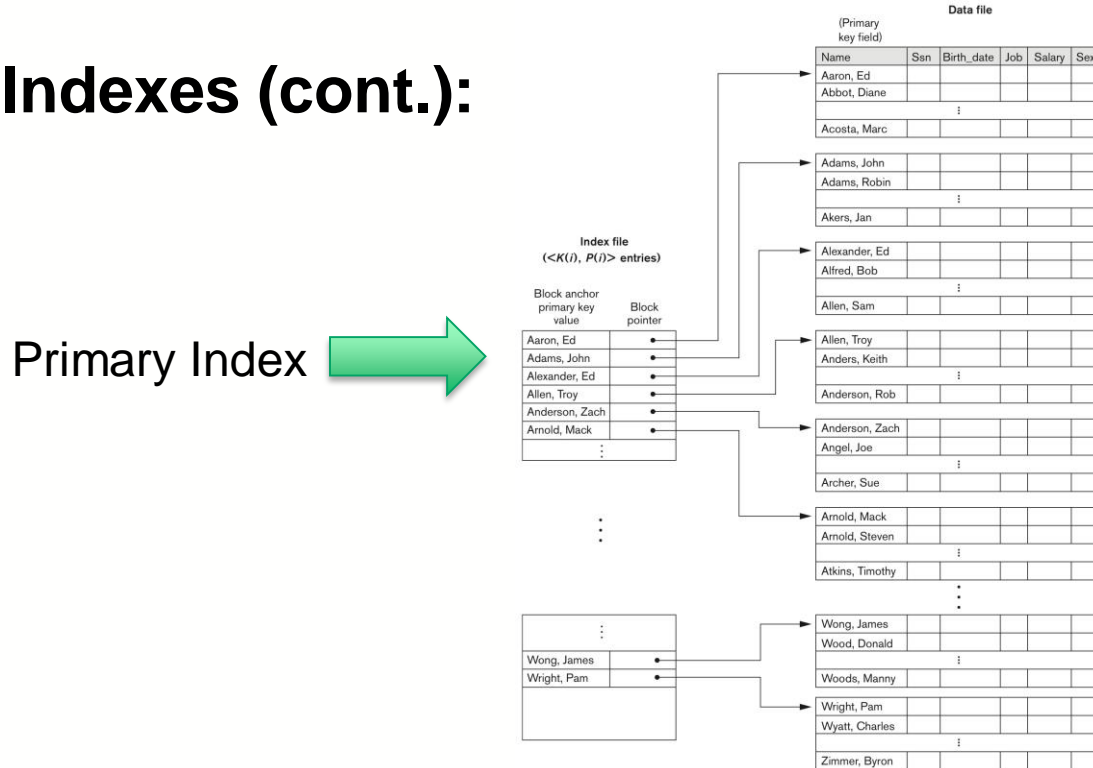 Indexes (cont.):
Primary Index
Index file
(<K(i), P(i)> entries)
Block anchor
primary key
value
Block
pointer
Aaron, Ed
Adams, John
Alexander, Ed
Allen, Troy
Anderson, Zach
Arnold, Mack
Wong, James
Wright, Pam
Data file
(Primary
key field)
Name Ssn Birth_date Job Salary Sex
Aaron, Ed
Abbot, Diane
Acosta, Marc
Adams, John
Adams, Robin
Akers, Jan
Alexander, Ed
Alfred, Bob
Allen, Sam
Allen, Troy
Anders, Keith
Anderson, Rob
Anderson, Zach
Angel, Joe
Archer, Sue
Arnold, Mack
Arnold, Steven
Atkins, Timothy
Wong, James
Wood, Donald
Woods, Manny
Wright, Pam
Wyatt, Charles
Zimmer, Byron